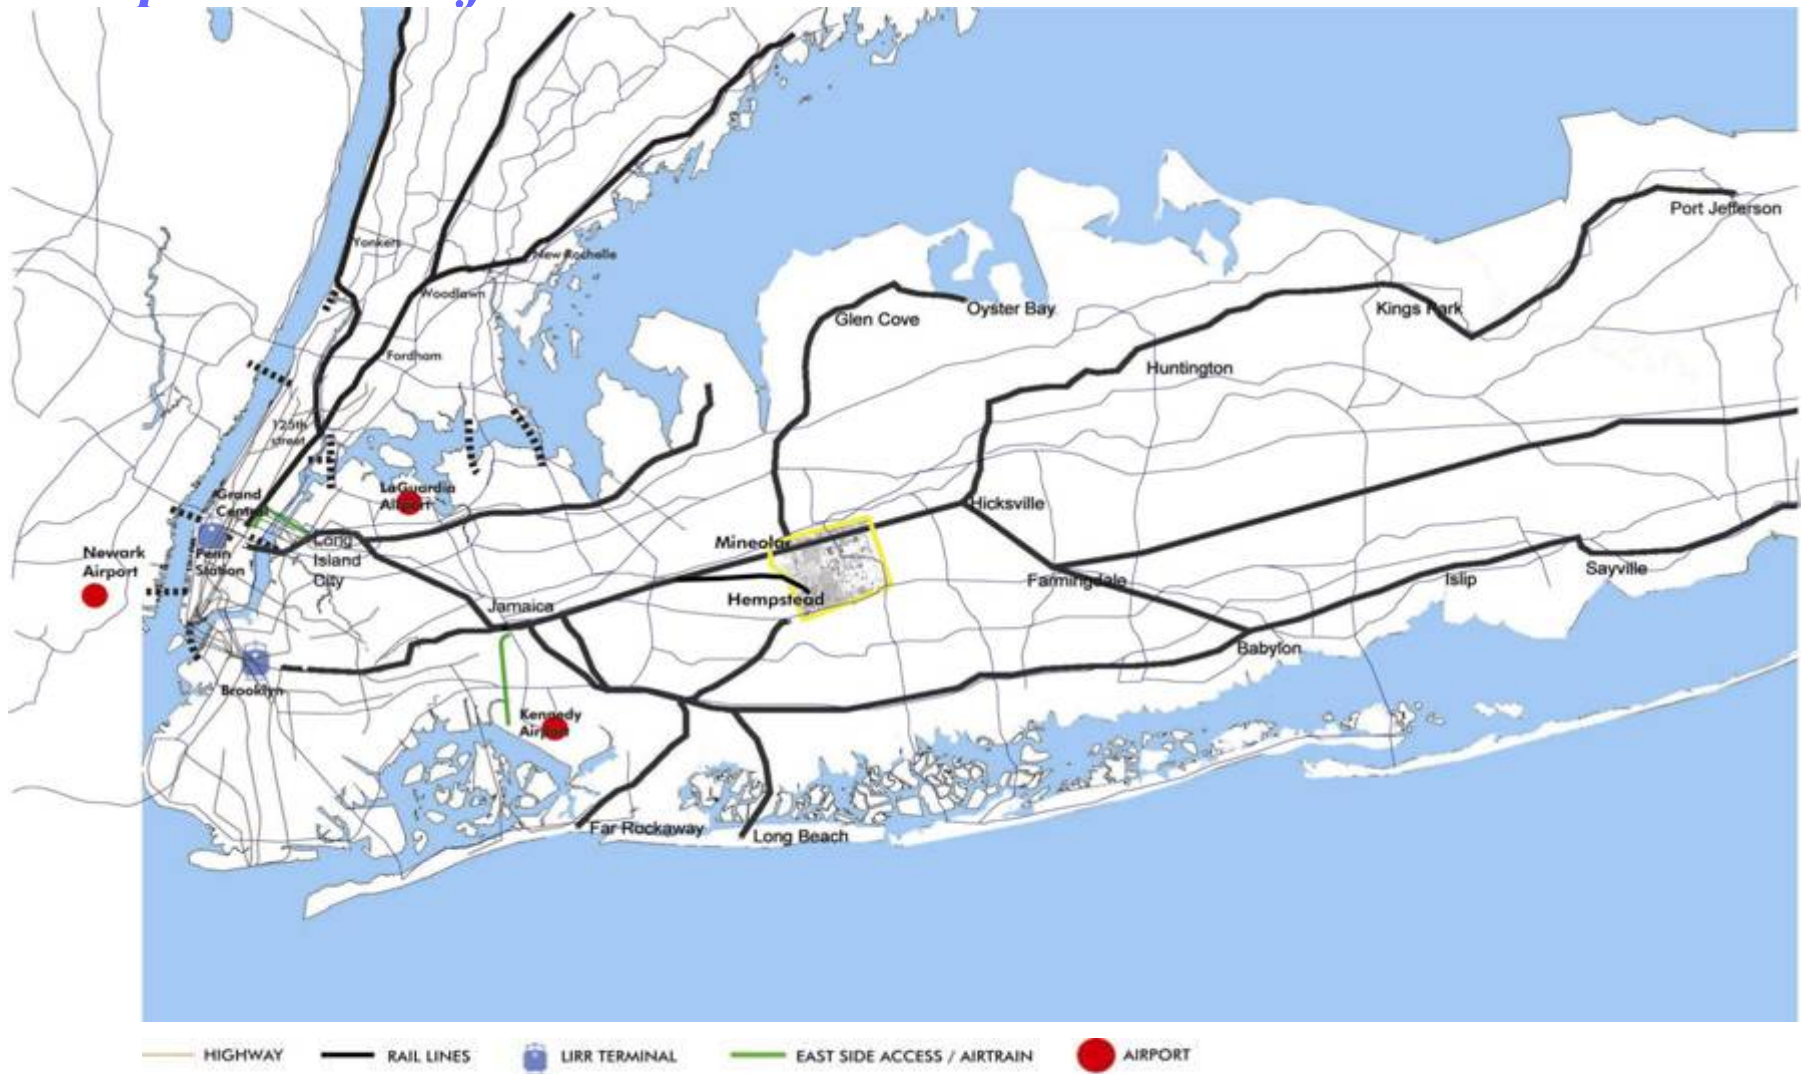 Yonkers
New Rochelle
Woodlawn
Fordham
125th
street
Port Jefferson
Oyster Bay
Glen Cove
Kings Park
Huntington
Grand
Central
LaGuardia
Airport
Hicksville
Newark
Airport
Penn
Station
Long
Island
City
Mineola
Farmingdale
Islip
Sayville
Jamaica
Hempstead
Babylon
Brooklyn
Kennedy
Airport
Far Rockaway
Long Beach
HIGHWAY
RAIL LINES
LIRR TERMINAL
EAST SIDE ACCESS / AIRTRAIN
AIRPORT